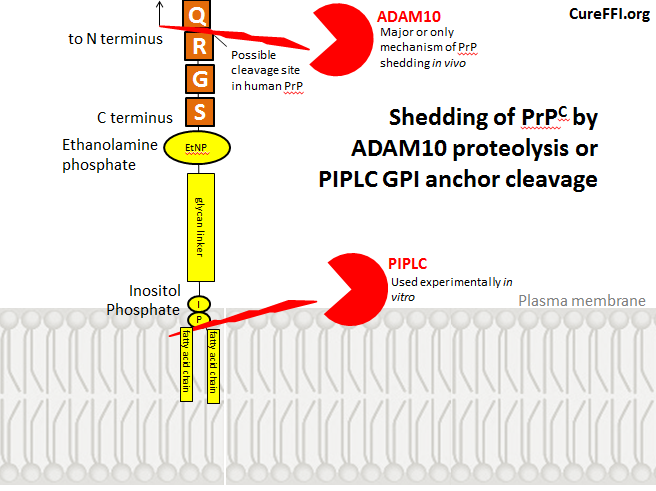 Q
ADAM10
CureFFI.org
Major or only
mechanism of PrP
shedding in vivo
to N terminus
R
Possible
cleavage site
in human PrP
G
C terminus
S
Shedding of PrPC by
ADAM10 proteolysis or
PIPLC GPI anchor cleavage
Ethanolamine
phosphate
EtNP
glycan linker
PIPLC
Used experimentally in
vitro
Inositol
Phosphate
I
P
Plasma membrane
fatty acid chain
fatty acid chain